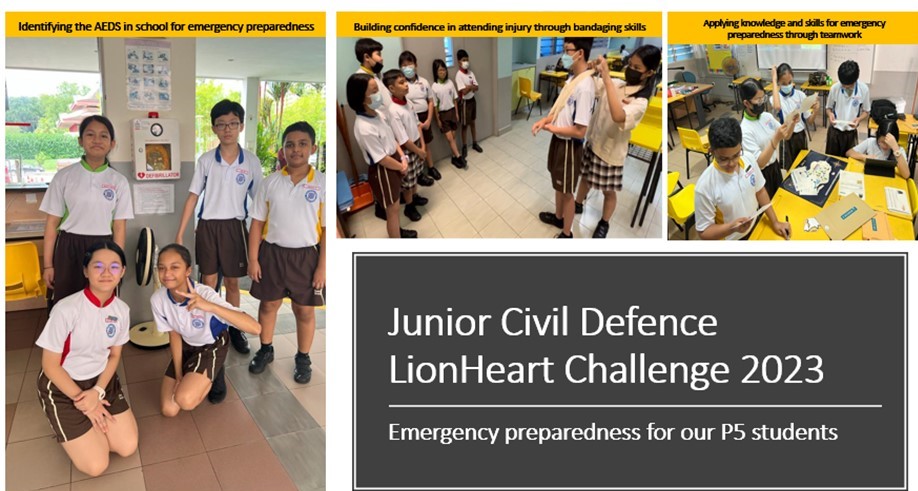 Identifying the AEDS in school for emergency preparedness
Building confidence in attending injury through bandaging skills
Applying knowledge and skills for emergency
preparedness through teamwork
DEFIBRILLATOR
Junior Civil Defence
LionHeart Challenge 2023
Emergency preparedness for our P5 students